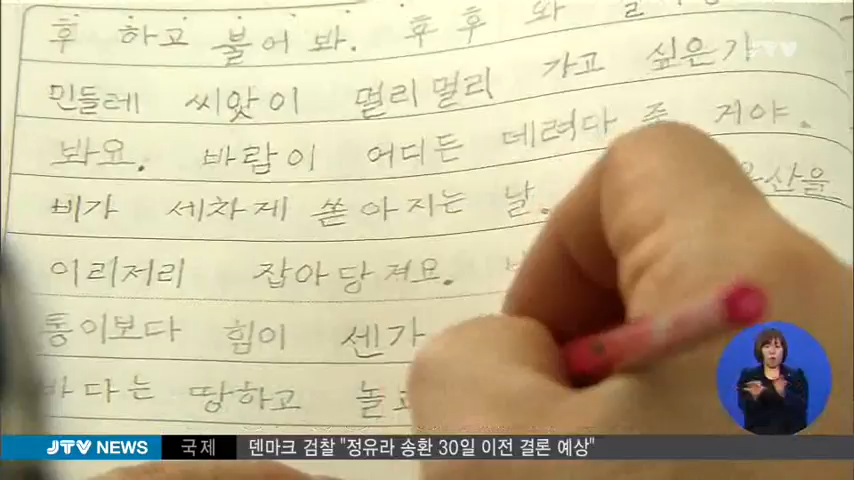 후 하고 불어 봐. 후 후 와
민들레 씨앗이 멀리멀리 가고 싶은가
봐요. 바람이 어디든 데려다 줄 거야.
비가 세차게 쏟아지는 날. 우산을
이리저리 잡아당겨요.
통이보다 힘이 센가
바다는 땅하고 놀고
JTV
JTV NEWS 국제 덴마크 검찰 "정유라 송환 30일 이전 결론 예상"